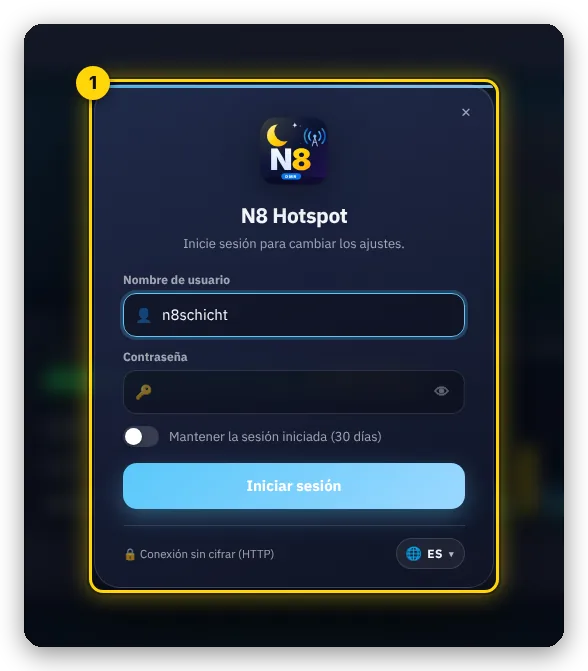 1
×
N8
DMR
N8 Hotspot
Inicie sesión para cambiar los ajustes.
Nombre de usuario
n8schicht
Contraseña
Mantener la sesión iniciada (30 días)
Iniciar sesión
Conexión sin cifrar (HTTP)
ES